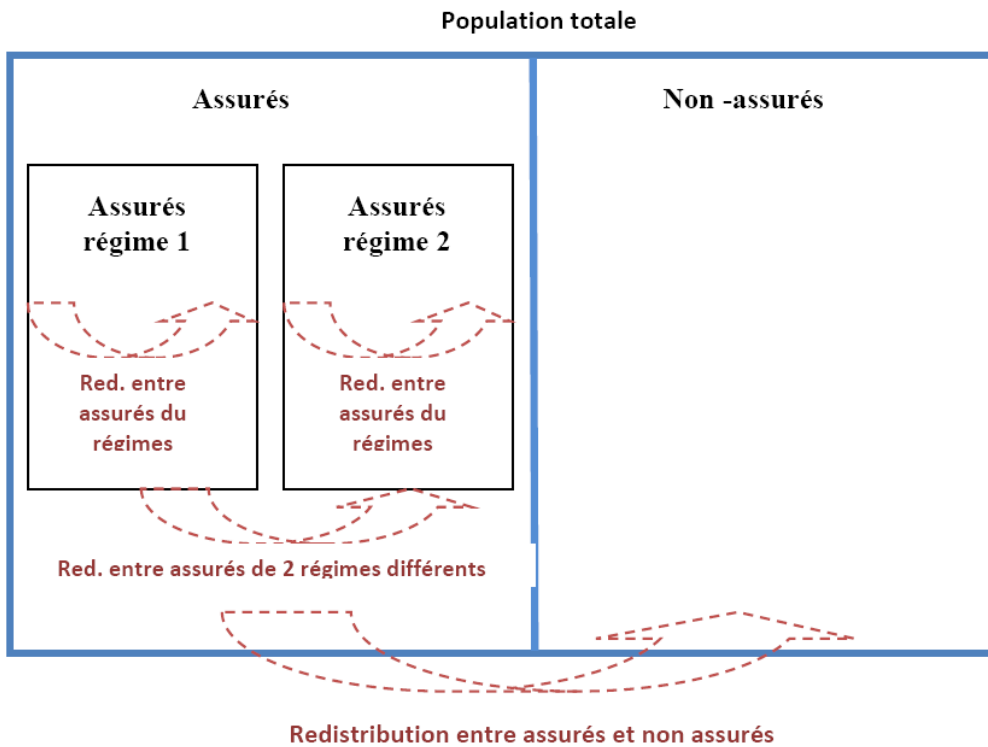 Population totale
Assurés
Non -assurés
Assurés
régime 1
Assurés
régime 2
Red. entre
assurés du
régimes
Red. entre
assurés du
régimes
Red. entre assurés de 2 régimes différents
Redistribution entre assurés et non assurés